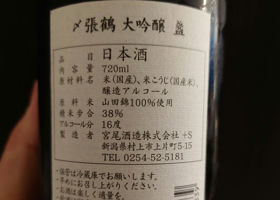 〆張鶴 大吟醸
品目 日本酒
内容量 720ml
原材料名 米(国産)、米こうじ(国産米)、
醸造アルコール
原料米 山田錦100%使用
精米歩合 38%
アルコール分 16度
製造者 宮尾酒造株式会社 +S
新潟県村上市上片町5-15
TEL 0254-52-5181
・保管は冷蔵庫でお願いします。
・早めにお召し上がりください。
・お酒は楽しく適量を。